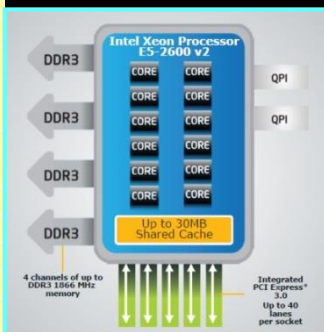 Intel Xeon Processor
E5-2600 v2
DDR3
DDR3
DDR3
DDR3
CORE CORE
CORE CORE
CORE CORE
CORE CORE
CORE CORE
CORE CORE
QPI
QPI
Up to 30MB
Shared Cache
4 channels of up to
DDR3 1866 MHz
memory
Integrated
PCI Express*
3.0
Up to 40
lanes
per socket